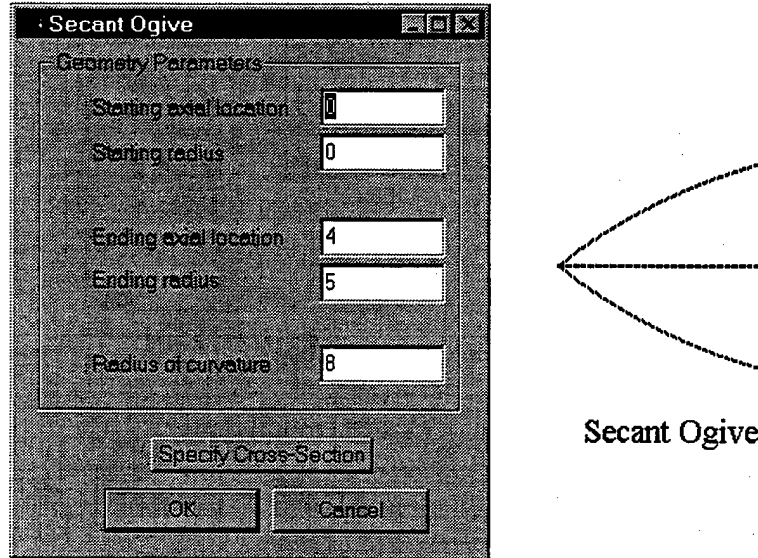 Secant Ogive
Geometry Parameters
Starting axial location 0
Starting radius 0
Ending axial location 4
Ending radius 5
Radius of curvature 8
Specify Cross-Section
OK Cancel
Secant Ogive